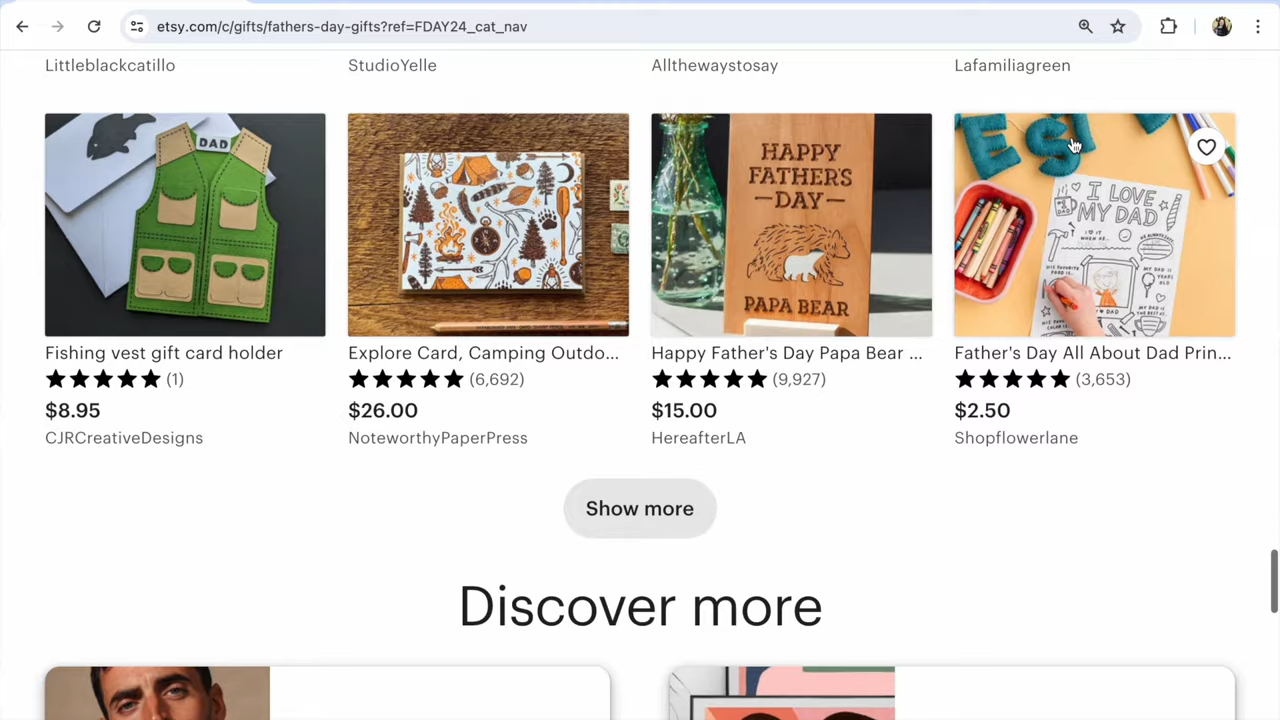 etsy.com/c/gifts/fathers-day-gifts?ref=FDAY24_cat_nav
Littleblackcatillo
StudioYelle
Allthewaystosay
Lafamiliagreen
DAD
HAPPY
FATHER'S
DAY
PAPA BEAR
I LOVE
MY DAD
Fishing vest gift card holder
Explore Card, Camping Outdo...
Happy Father's Day Papa Bear ...
Father's Day All About Dad Prin...
(1)
(6,692)
(9,927)
(3,653)
$8.95
$26.00
$15.00
$2.50
CJRCreativeDesigns
NoteworthyPaperPress
HereafterLA
Shopflowerlane
Show more
Discover more